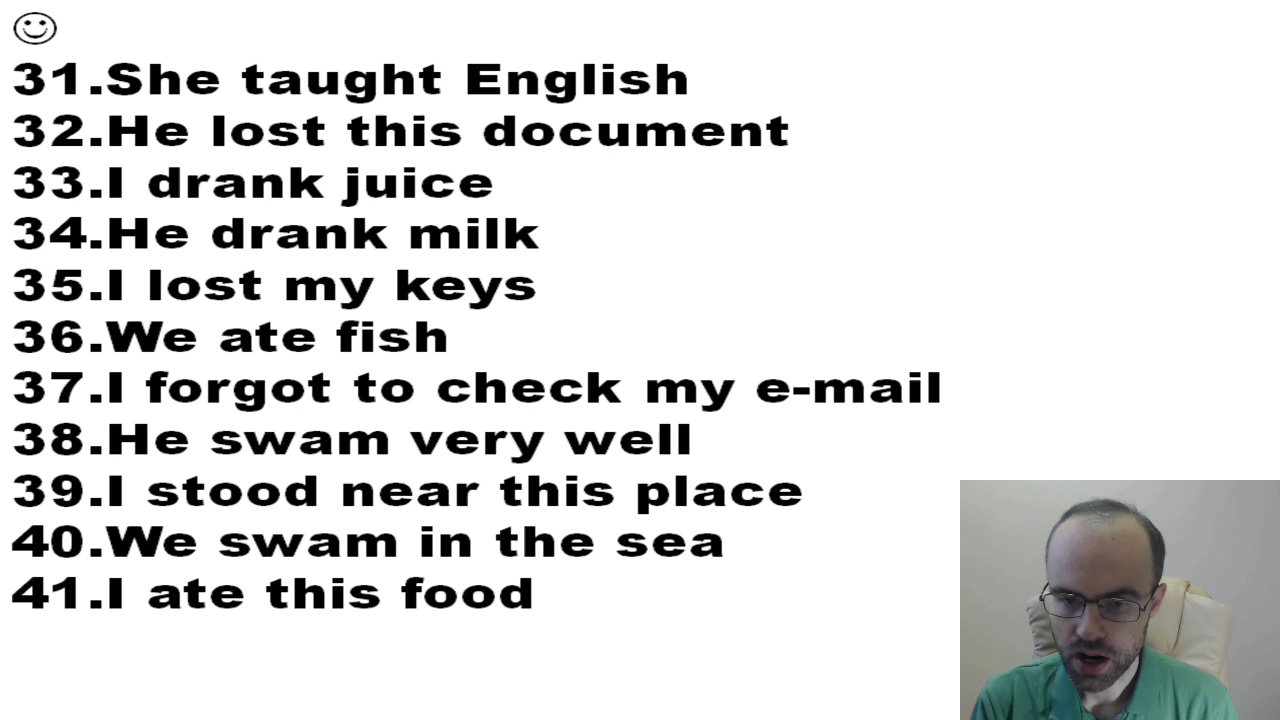 31.She taught English
32.He lost this document
33.I drank juice
34.He drank milk
35.I lost my keys
36.We ate fish
37.I forgot to check my e-mail
38.He swam very well
39.I stood near this place
40.We swam in the sea
41.I ate this food